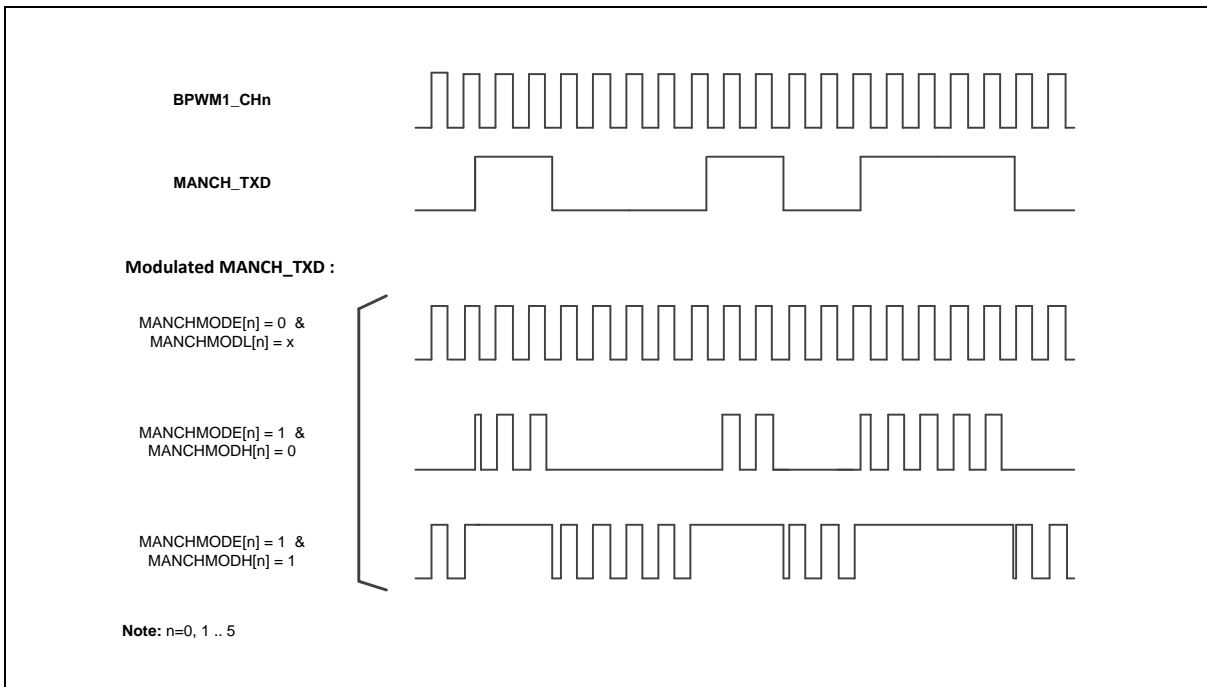 BPWM1_CHn
MANCH_TXD
Modulated MANCH_TXD :
MANCHMODE[n] = 0 &
MANCHMODL[n] = x
MANCHMODE[n] = 1 &
MANCHMODH[n] = 0
MANCHMODE[n] = 1 &
MANCHMODH[n] = 1
Note: n=0, 1 .. 5